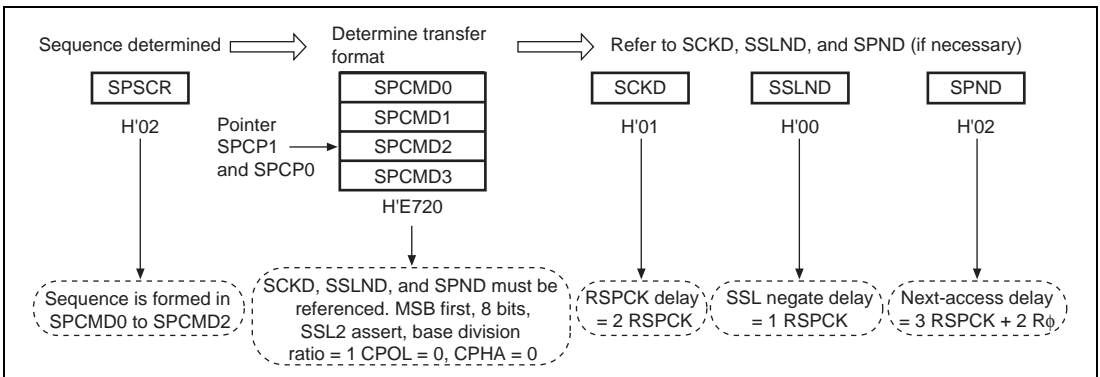 Sequence determined
Determine transfer
format
Refer to SCKD, SSLND, and SPND (if necessary)
SPSCR
H'02
Pointer
SPCP1
and SPCP0
SPCMD0
SPCMD1
SPCMD2
SPCMD3
H'E720
SCKD
H'01
SSLND
H'00
SPND
H'02
Sequence is formed in
SPCMD0 to SPCMD2
SCKD, SSLND, and SPND must be
referenced. MSB first, 8 bits,
SSL2 assert, base division
ratio = 1 CPOL = 0, CPHA = 0
RSPCK delay
= 2 RSPCK
SSL negate delay
= 1 RSPCK
Next-access delay
= 3 RSPCK + 2 Rφ